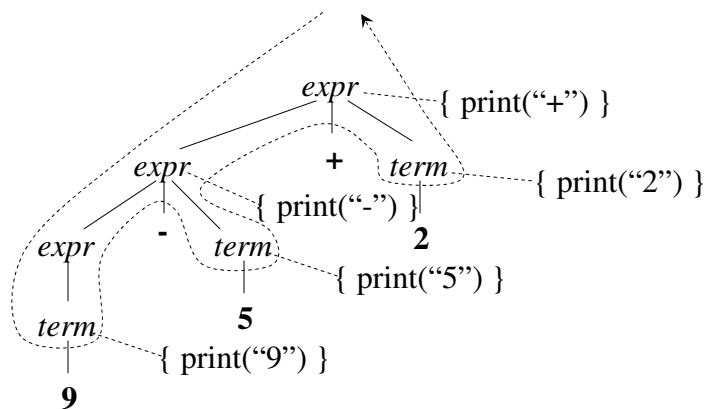 expr
{ print(“+”) }
expr
+
term
{ print(“2”) }
{ print(“-”) }
2
expr
-
term
{ print(“5”) }
5
term
{ print(“9”) }
9